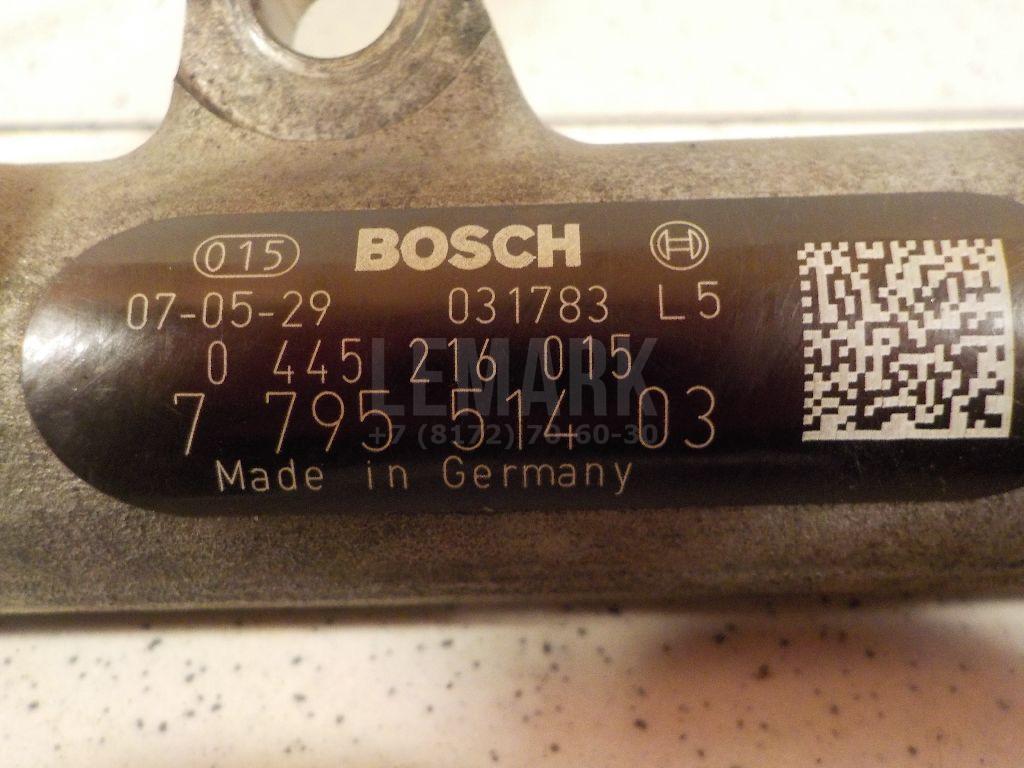 015 BOSCH
07-05-29 031783 L5
0 445 216 015
7 795 514 03
Made in Germany
LEMARK
+7 (8172) 70-60-30